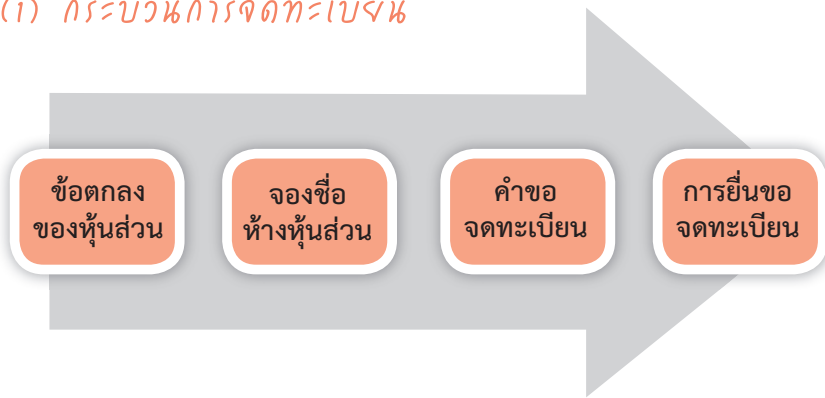 (1) กระบวนการจดทะเบียน
ข้อตกลง
ของหุ้นส่วน
จองชื่อ
ห้างหุ้นส่วน
คำขอ
จดทะเบียน
การยื่นขอ
จดทะเบียน